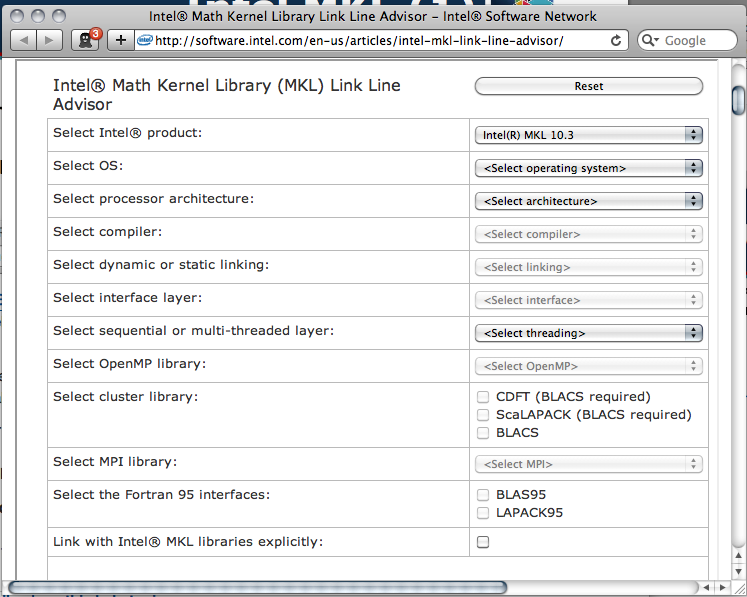 Intel® Math Kernel Library Link Line Advisor – Intel® Software Network
3
http://software.intel.com/en-us/articles/intel-mkl-link-line-advisor/
Google
Intel® Math Kernel Library (MKL) Link Line
Advisor
Reset
Select Intel® product:
Intel(R) MKL 10.3
Select OS:
<Select operating system>
Select processor architecture:
<Select architecture>
Select compiler:
<Select compiler>
Select dynamic or static linking:
<Select linking>
Select interface layer:
<Select interface>
Select sequential or multi-threaded layer:
<Select threading>
Select OpenMP library:
<Select OpenMP>
Select cluster library:
CDFT (BLACS required)
ScaLAPACK (BLACS required)
BLACS
Select MPI library:
<Select MPI>
Select the Fortran 95 interfaces:
BLAS95
LAPACK95
Link with Intel® MKL libraries explicitly: